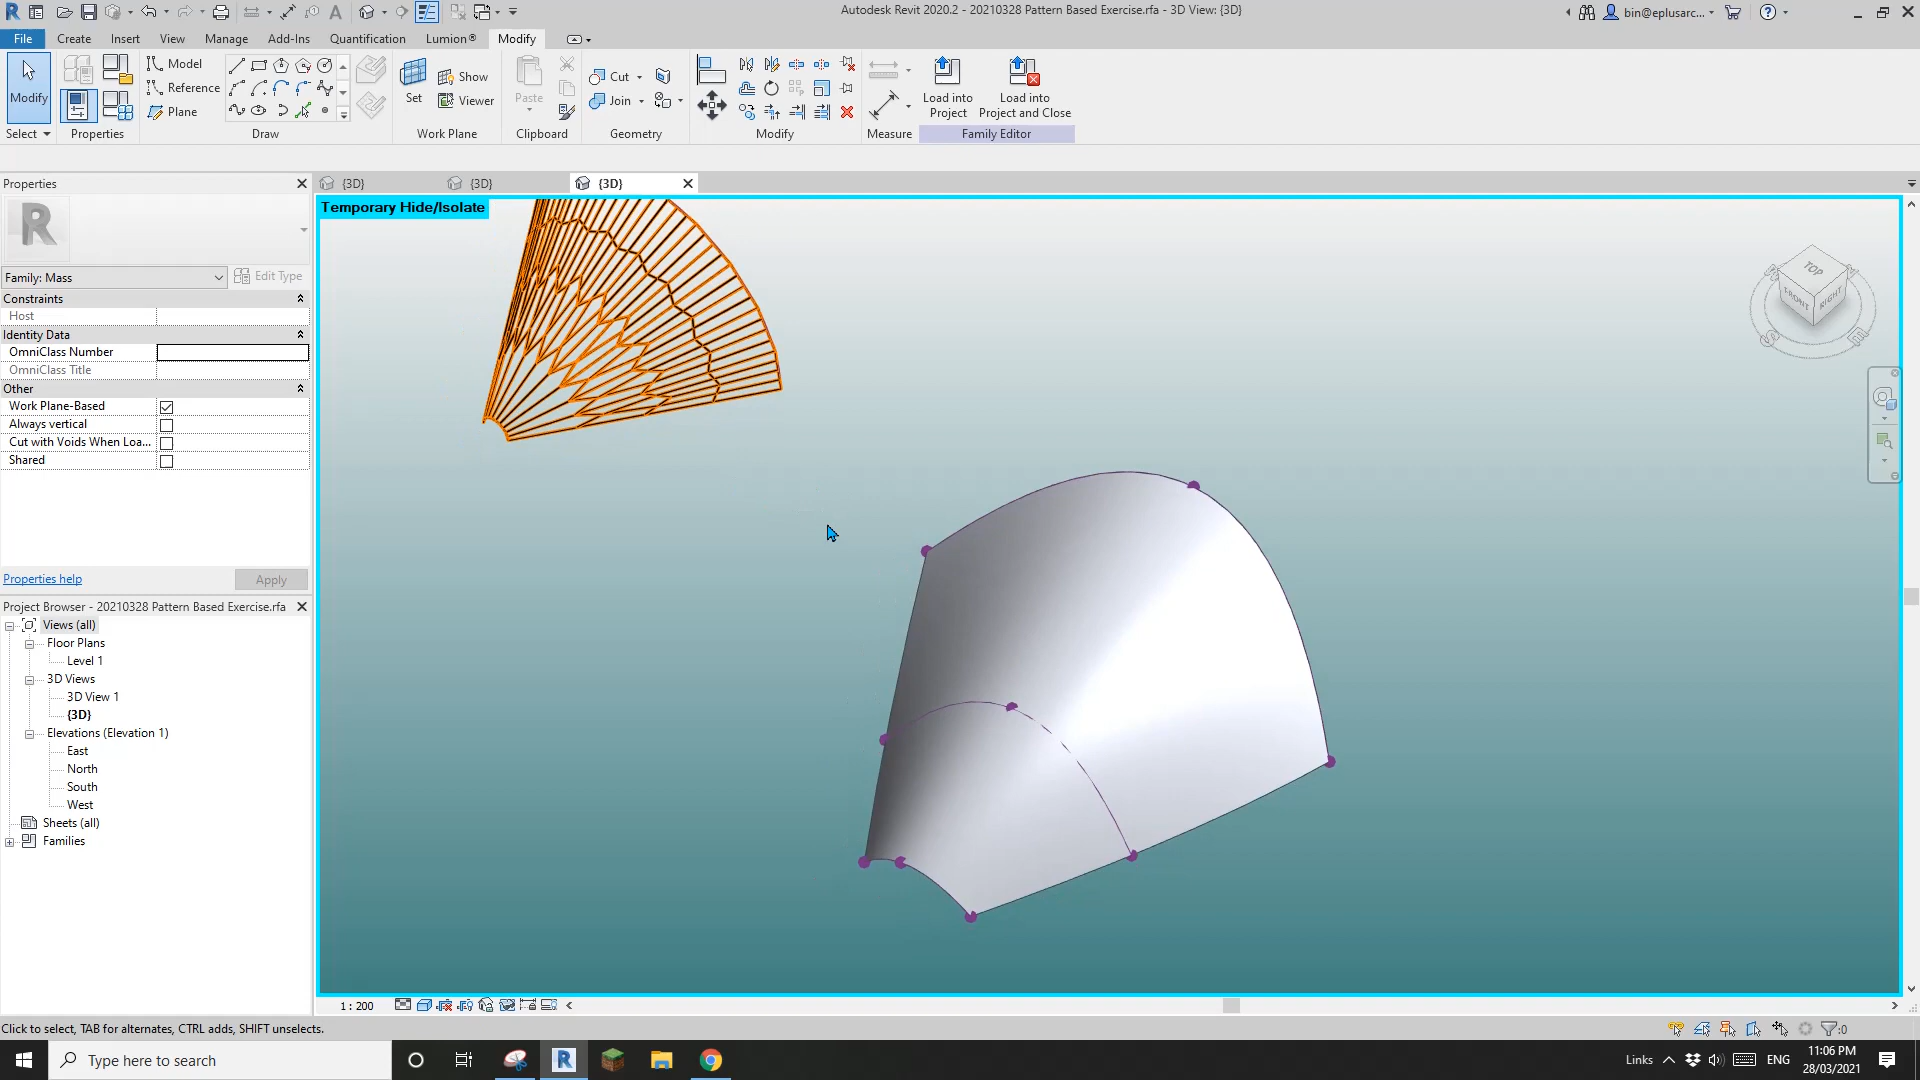 Autodesk Revit 2020.2 - 20210328 Pattern Based Exercise.rfa - 3D View: {3D}
bin@eplusarc...
File Create Insert View Manage Add-Ins Quantification Lumion® Modify
Modify
Select
Properties
Model
Reference
Plane
Draw
Set
Show
Viewer
Work Plane
Paste
Clipboard
Cut
Join
Geometry
Modify
Measure
Load into
Project
Load into
Project and Close
Family Editor
Properties
{3D}
{3D}
{3D}
Temporary Hide/Isolate
Family: Mass
Edit Type
Constraints
Host
Identity Data
OmniClass Number
OmniClass Title
Other
Work Plane-Based
Always vertical
Cut with Voids When Loa...
Shared
Properties help
Apply
TOP
FRONT
RIGHT
S
E
Project Browser - 20210328 Pattern Based Exercise.rfa
Views (all)
Floor Plans
Level 1
3D Views
3D View 1
{3D}
Elevations (Elevation 1)
East
North
South
West
Sheets (all)
Families
1 : 200
Click to select, TAB for alternates, CTRL adds, SHIFT unselects.
:0
Type here to search
Links
ENG
11:06 PM
28/03/2021